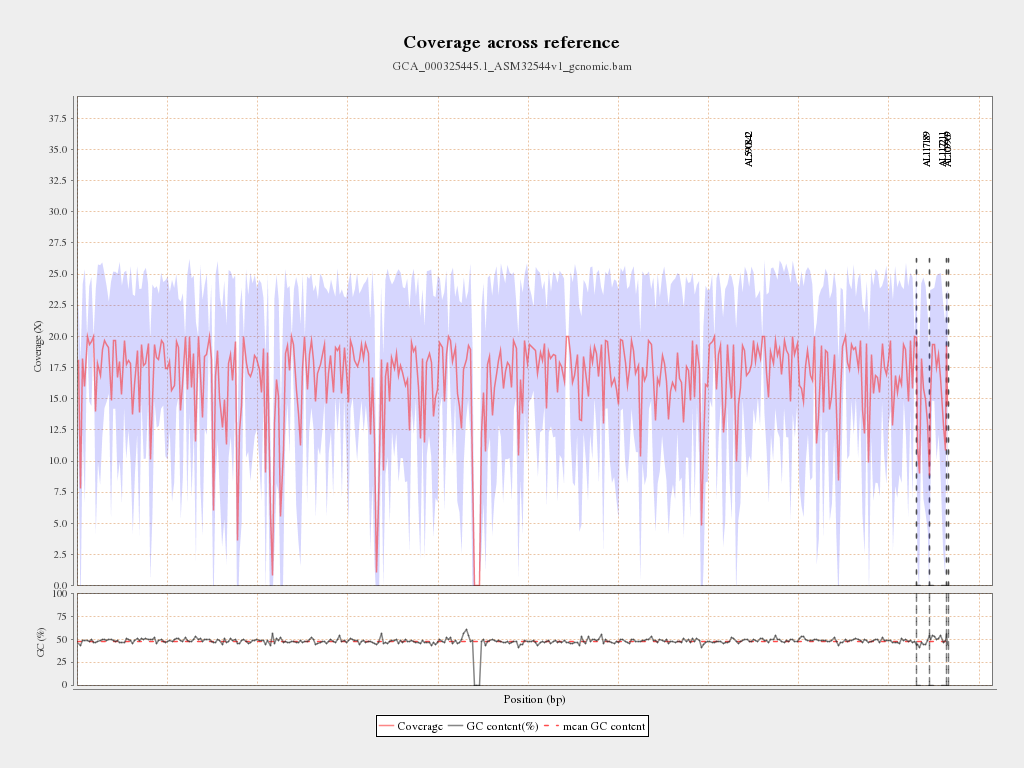 Coverage across reference
GCA_000325445.1_ASM32544v1_genomic.bam
37.5
35.0
32.5
30.0
27.5
25.0
22.5
20.0
17.5
15.0
12.5
10.0
7.5
5.0
2.5
0.0
Coverage (X)
AL590842
AL117189
AL117211
AL109969
100
75
50
25
0
GC (%)
Position (bp)
Coverage GC content(%) mean GC content